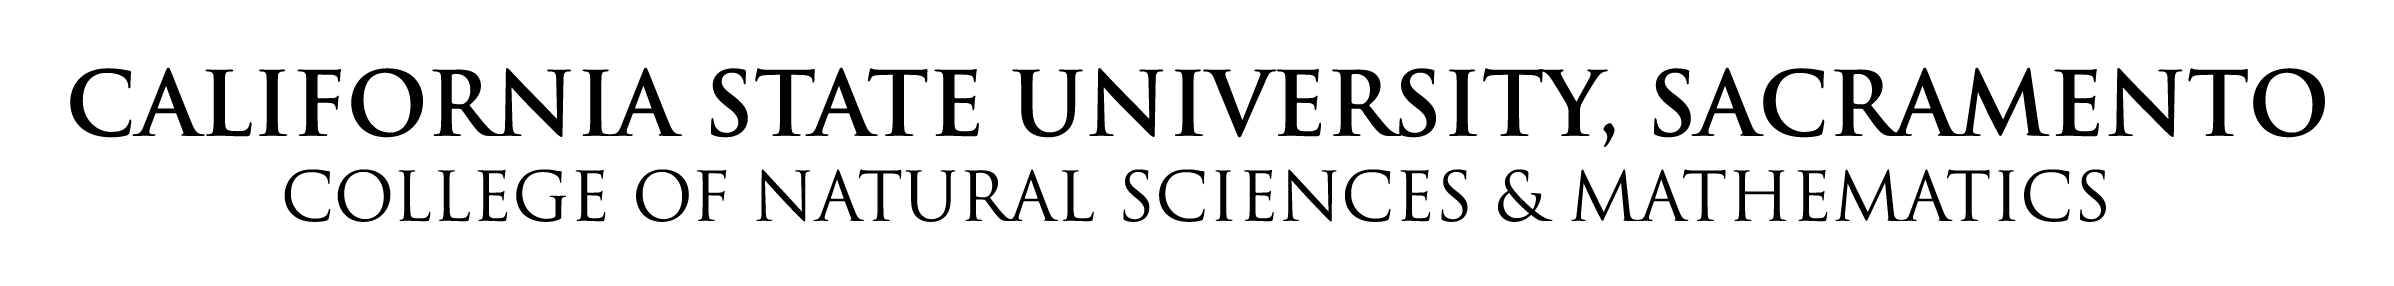 CALIFORNIA STATE UNIVERSITY, SACRAMENTO
COLLEGE OF NATURAL SCIENCES & MATHEMATICS